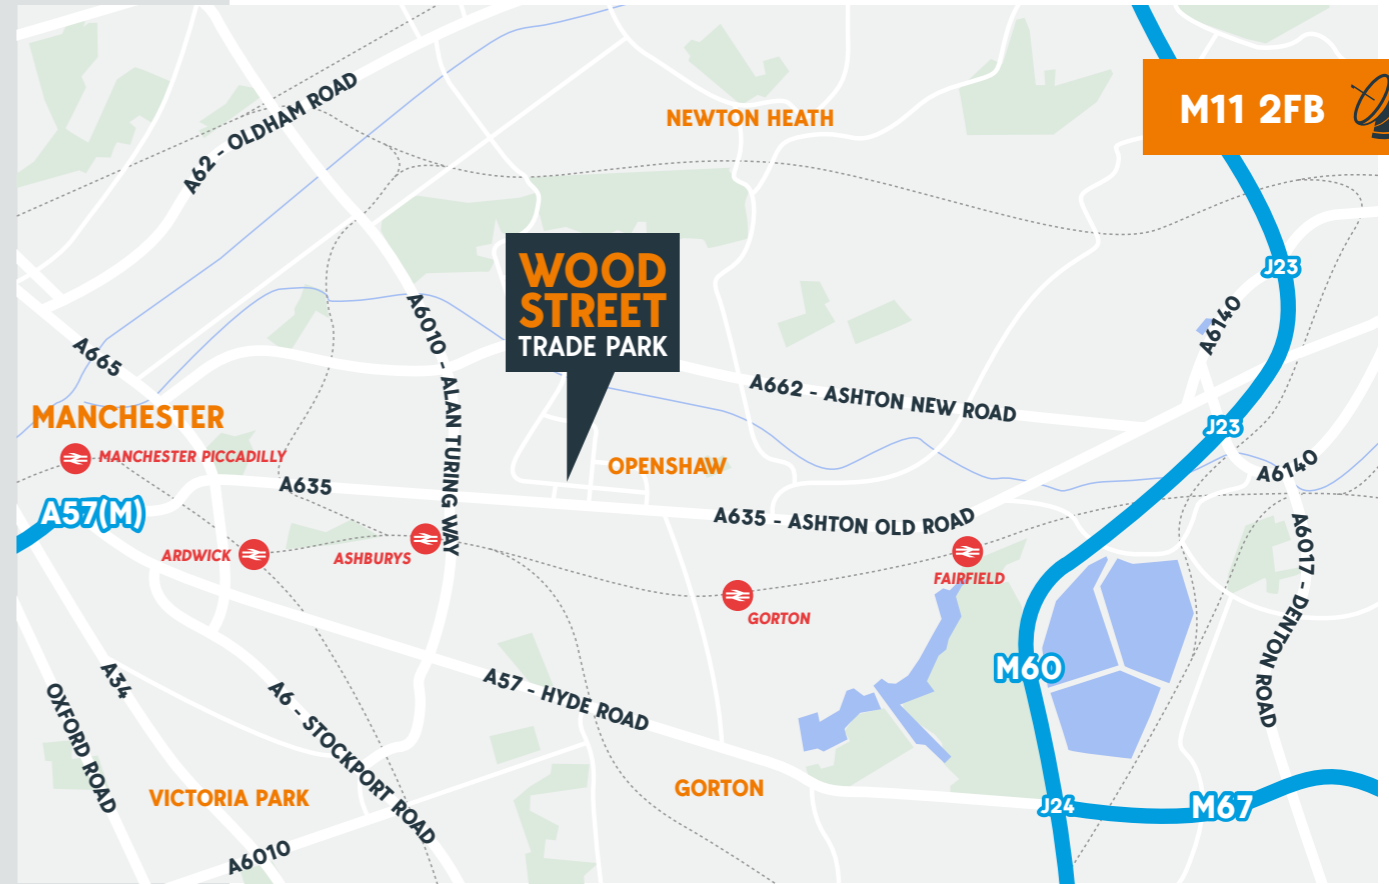 A62 - OLDHAM ROAD
NEWTON HEATH
M11 2FB
WOOD
STREET
TRADE PARK
J23
A6140
A665
A6010 - ALAN TURING WAY
A662 - ASHTON NEW ROAD
MANCHESTER
J23
MANCHESTER PICCADILLY
OPENSHAW
A6140
A635
A57(M)
A635 - ASHTON OLD ROAD
A6017 - DENTON ROAD
ARDWICK
ASHBURYS
FAIRFIELD
GORTON
M60
A34
A57 - HYDE ROAD
OXFORD ROAD
A6 - STOCKPORT ROAD
VICTORIA PARK
GORTON
J24
M67
A6010